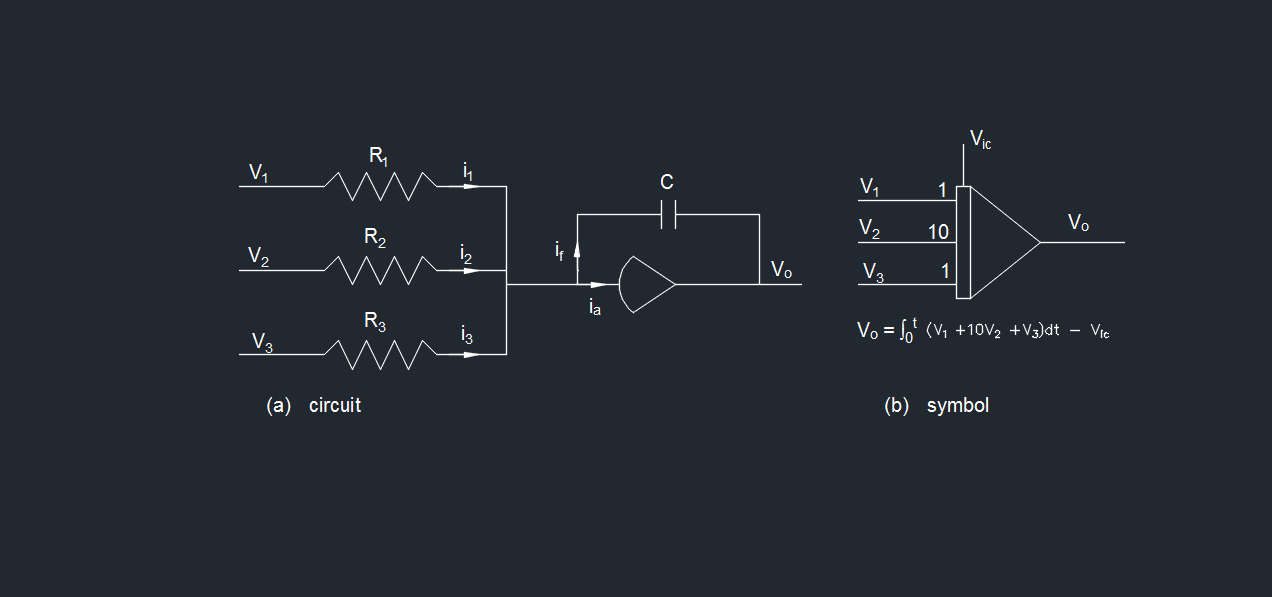 V1
R1
i1
V2
R2
i2
V3
R3
i3
if
ia
C
Vo
(a) circuit
Vic
V1 1
V2 10
V3 1
Vo
Vo = ∫0t (V1 +10V2 +V3)dt − VIc
(b) symbol